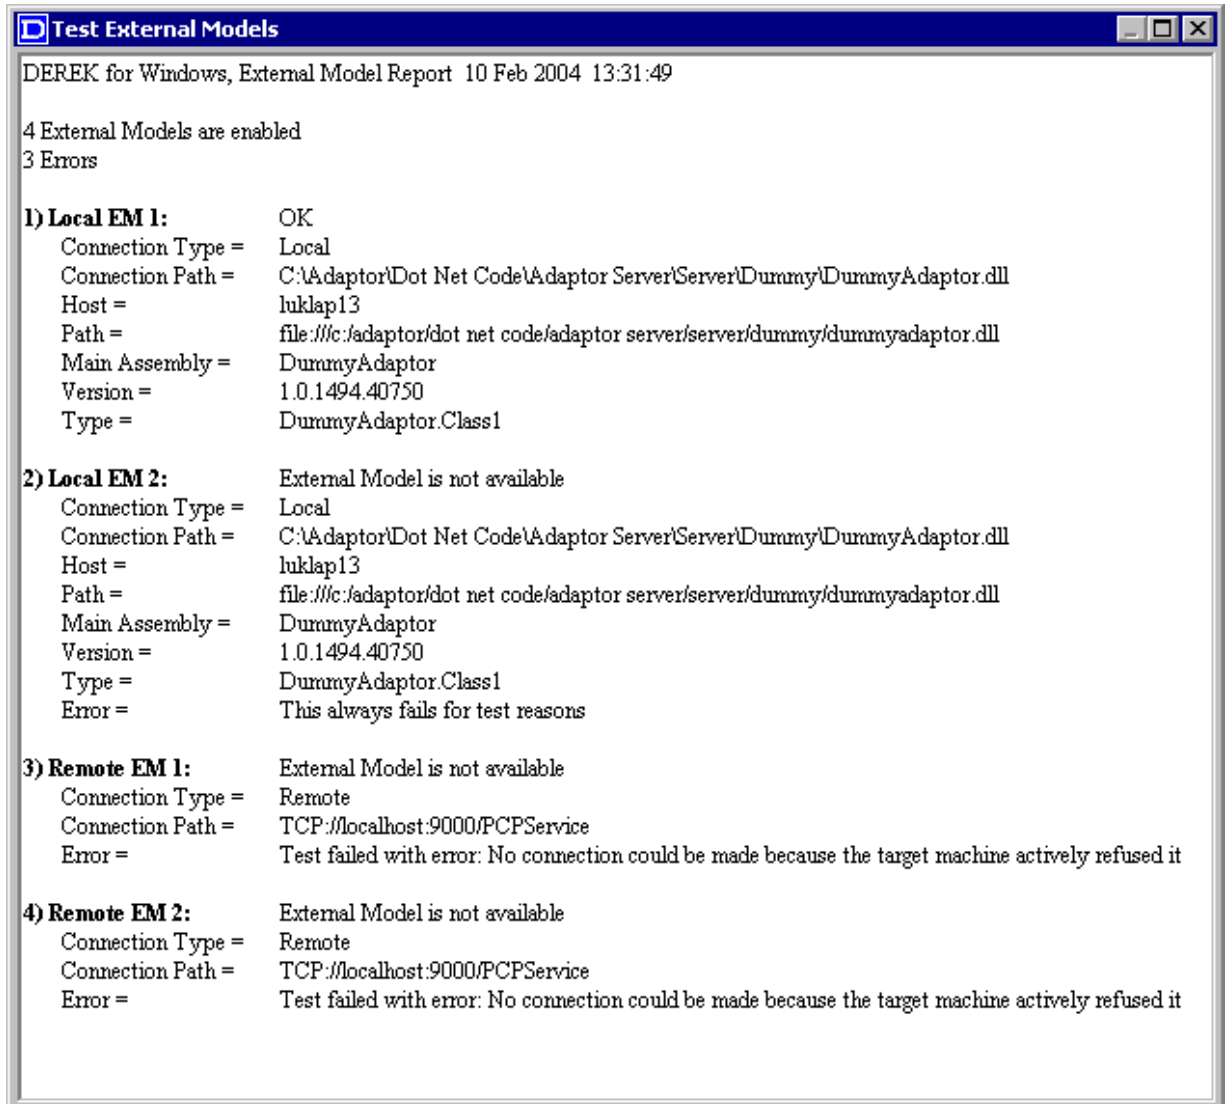 D Test External Models
DEREK for Windows, External Model Report 10 Feb 2004 13:31:49
4 External Models are enabled
3 Errors
1) Local EM 1: OK
Connection Type = Local
Connection Path = C:\Adaptor\Dot Net Code\Adaptor Server\Server\Dummy\DummyAdaptor.dll
Host = luklap13
Path = file:///c:/adaptor/dot net code/adaptor server/server/dummy/dummyadaptor.dll
Main Assembly = DummyAdaptor
Version = 1.0.1494.40750
Type = DummyAdaptor.Class1
2) Local EM 2: External Model is not available
Connection Type = Local
Connection Path = C:\Adaptor\Dot Net Code\Adaptor Server\Server\Dummy\DummyAdaptor.dll
Host = luklap13
Path = file:///c:/adaptor/dot net code/adaptor server/server/dummy/dummyadaptor.dll
Main Assembly = DummyAdaptor
Version = 1.0.1494.40750
Type = DummyAdaptor.Class1
Error = This always fails for test reasons
3) Remote EM 1: External Model is not available
Connection Type = Remote
Connection Path = TCP://localhost:9000/PCPService
Error = Test failed with error: No connection could be made because the target machine actively refused it
4) Remote EM 2: External Model is not available
Connection Type = Remote
Connection Path = TCP://localhost:9000/PCPService
Error = Test failed with error: No connection could be made because the target machine actively refused it